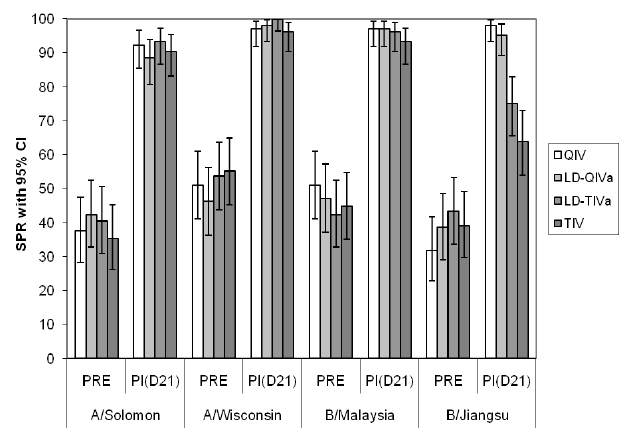 SPR with 95% CI
100
90
80
70
60
50
40
30
20
10
0
PRE PI(D21) PRE PI(D21) PRE PI(D21) PRE PI(D21)
A/Solomon A/Wisconsin B/Malaysia B/Jiangsu
QIV
LD-QIVa
LD-TIVa
TIV